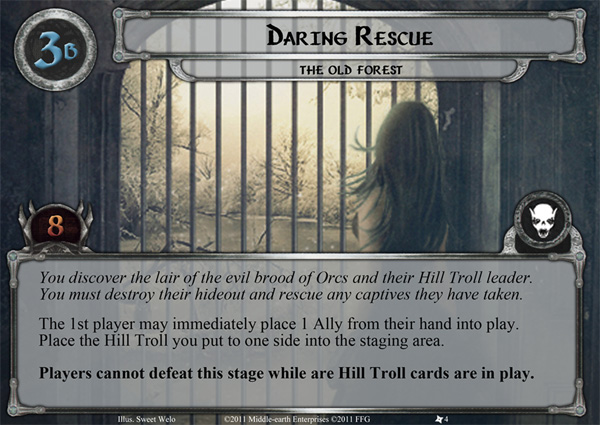 3B
DARING RESCUE
THE OLD FOREST
8
You discover the lair of the evil brood of Orcs and their Hill Troll leader.
You must destroy their hideout and rescue any captives they have taken.
The 1st player may immediately place 1 Ally from their hand into play.
Place the Hill Troll you put to one side into the staging area.
Players cannot defeat this stage while are Hill Troll cards are in play.
Illus. Sweet Welo ©2011 Middle-earth Enterprises ©2011 FFG 4